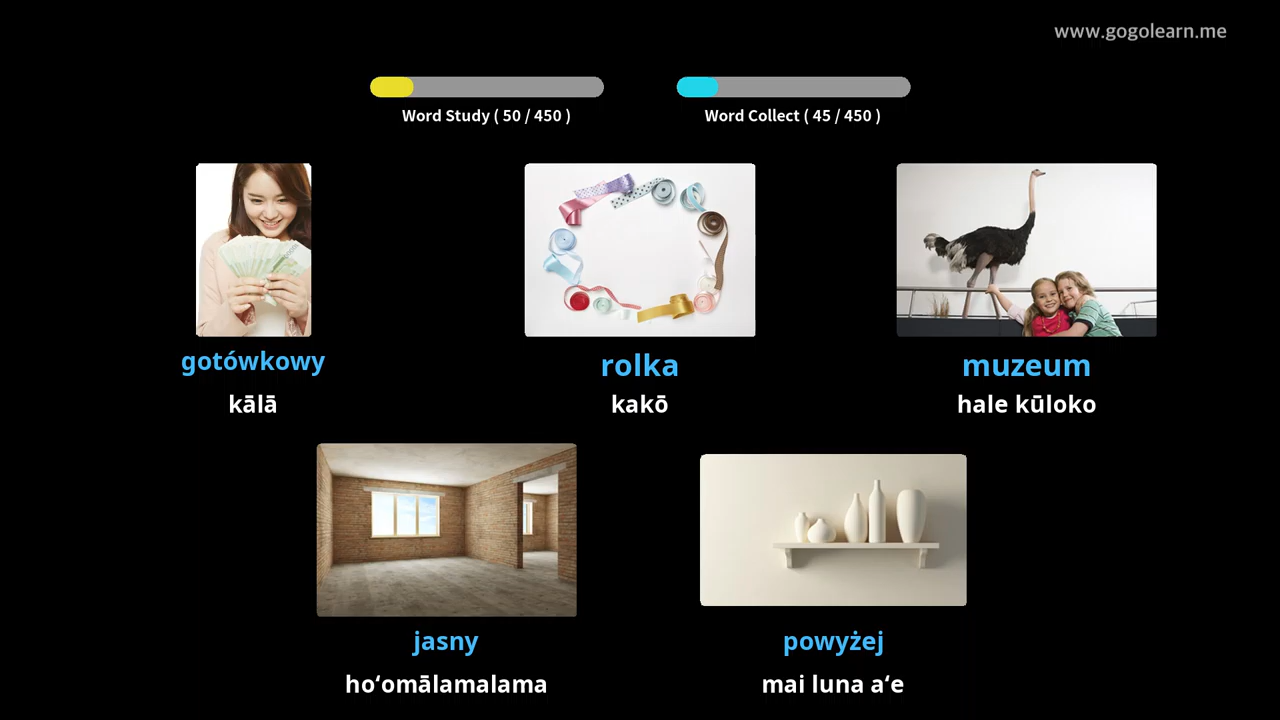 www.gogolearn.me
Word Study ( 50 / 450 )
Word Collect ( 45 / 450 )
gotówkowy
kālā
rolka
kakō
muzeum
hale kūloko
jasny
hoʻomālamalama
powyżej
mai luna aʻe